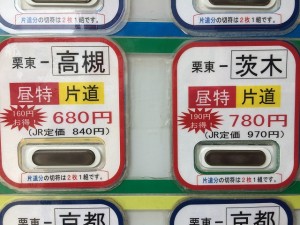 片道分の切符は2枚1組です。
片道分の切符は2枚1組です。
栗東－高槻
昼特 片道
160円お得！
680円
(JR定価 840円)
片道分の切符は2枚1組です。
栗東－茨木
昼特 片道
190円お得！
780円
(JR定価 970円)
片道分の切符は2枚1組です。
栗東－京都
栗東－京都